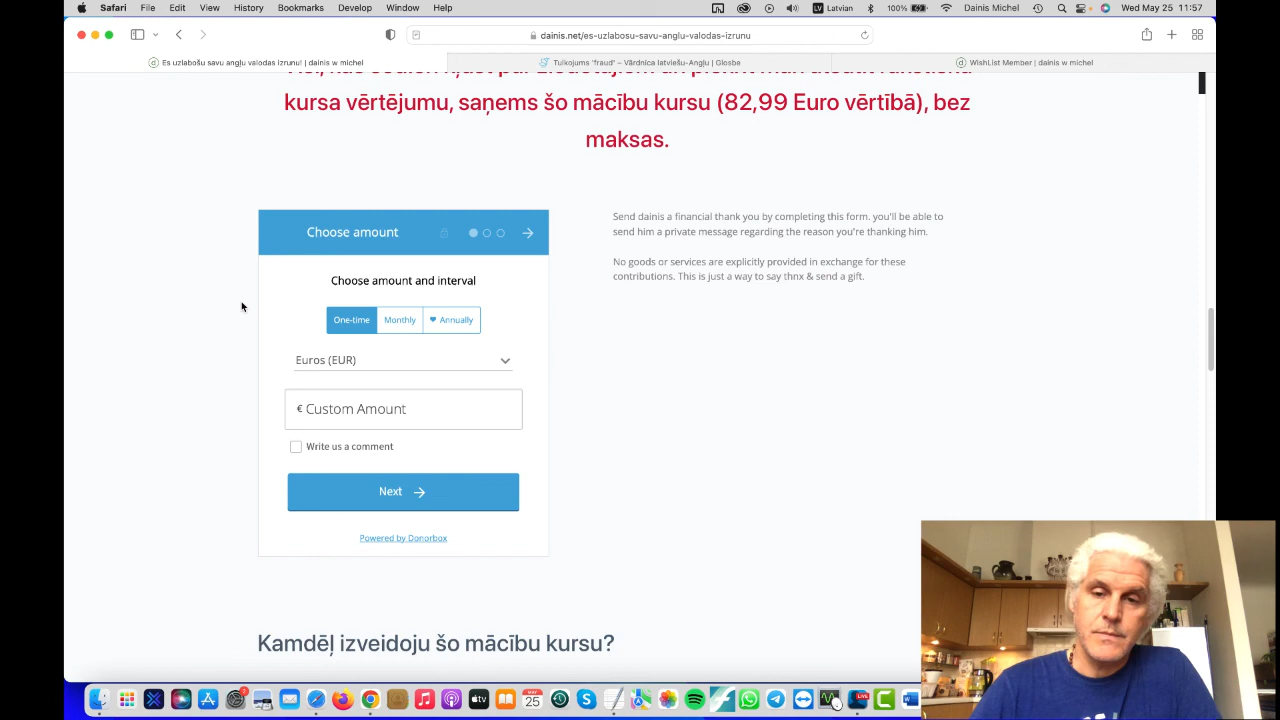 Safari File Edit View History Bookmarks Develop Window Help LV Latvian 100% Dainis Michel Wed May 25 11:57
dainis.net/es-uzlabosu-savu-anglu-valodas-izrunu
Es uzlabošu savu angļu valodas izrunu! | dainis w michel Tulkojums "fraud" – Vārdnīca latviešu-Angļu | Glosbe WishList Member | dainis w michel
kursa vērtējumu, saņems šo mācību kursu (82,99 Euro vērtībā), bez
maksas.
Choose amount
Choose amount and interval
One-time Monthly Annually
Euros (EUR)
€ Custom Amount
Write us a comment
Next
Powered by Donorbox
Send dainis a financial thank you by completing this form. you'll be able to
send him a private message regarding the reason you're thanking him.
No goods or services are explicitly provided in exchange for these
contributions. This is just a way to say thnx & send a gift.
Kamdēļ izveidoju šo mācību kursu?